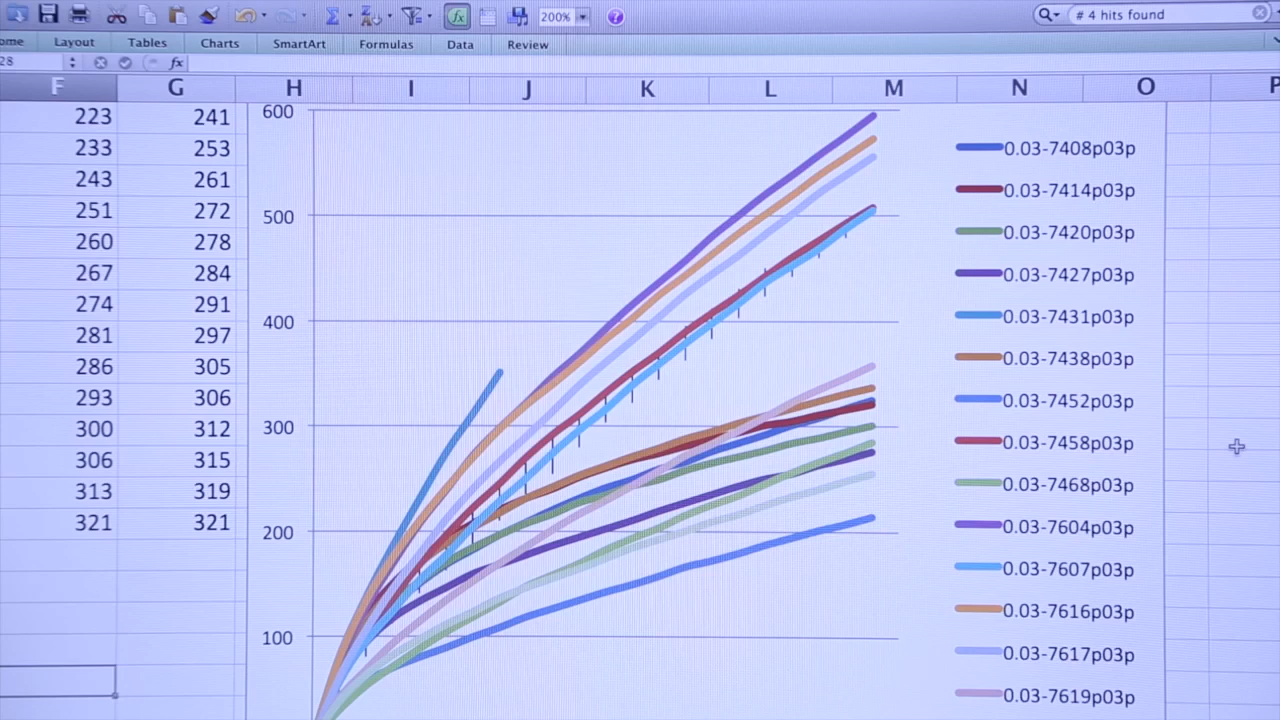 200%
# 4 hits found
ome Layout Tables Charts SmartArt Formulas Data Review
28 fx
F G H I J K L M N O P
223 241
233 253
243 261
251 272
260 278
267 284
274 291
281 297
286 305
293 306
300 312
306 315
313 319
321 321
600
500
400
300
200
100
0.03-7408p03p
0.03-7414p03p
0.03-7420p03p
0.03-7427p03p
0.03-7431p03p
0.03-7438p03p
0.03-7452p03p
0.03-7458p03p
0.03-7468p03p
0.03-7604p03p
0.03-7607p03p
0.03-7616p03p
0.03-7617p03p
0.03-7619p03p